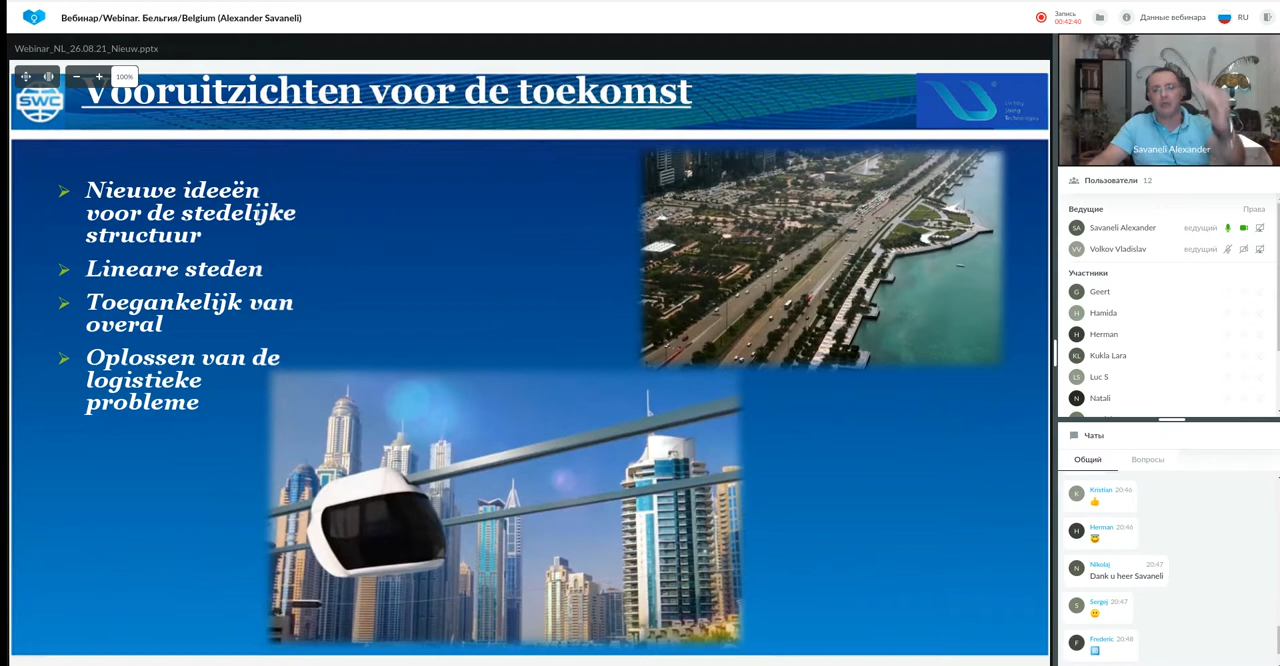 Вебинар/Webinar. Бельгия/Belgium (Alexander Savaneli)
Запись
00:42:40
Данные вебинара
RU
Webinar_NL_26.08.21_Nieuw.pptx
100%
SWC
Vooruitzichten voor de toekomst
Nieuwe ideeën
voor de stedelijke
structuur
Lineare steden
Toegankelijk van
overal
Oplossen van de
logistieke
probleme
Savaneli Alexander
Пользователи 12
Ведущие Права
SA Savaneli Alexander ведущий
VV Volkov Vladislav ведущий
Участники
G Geert
H Hamida
H Herman
KL Kukla Lara
LS Luc S
N Natali
Чаты
Общий Вопросы
K Kristian 20:46
H Herman 20:46
N Nikolaj 20:47
Dank u heer Savaneli
S Sergej 20:47
F Frederic 20:48